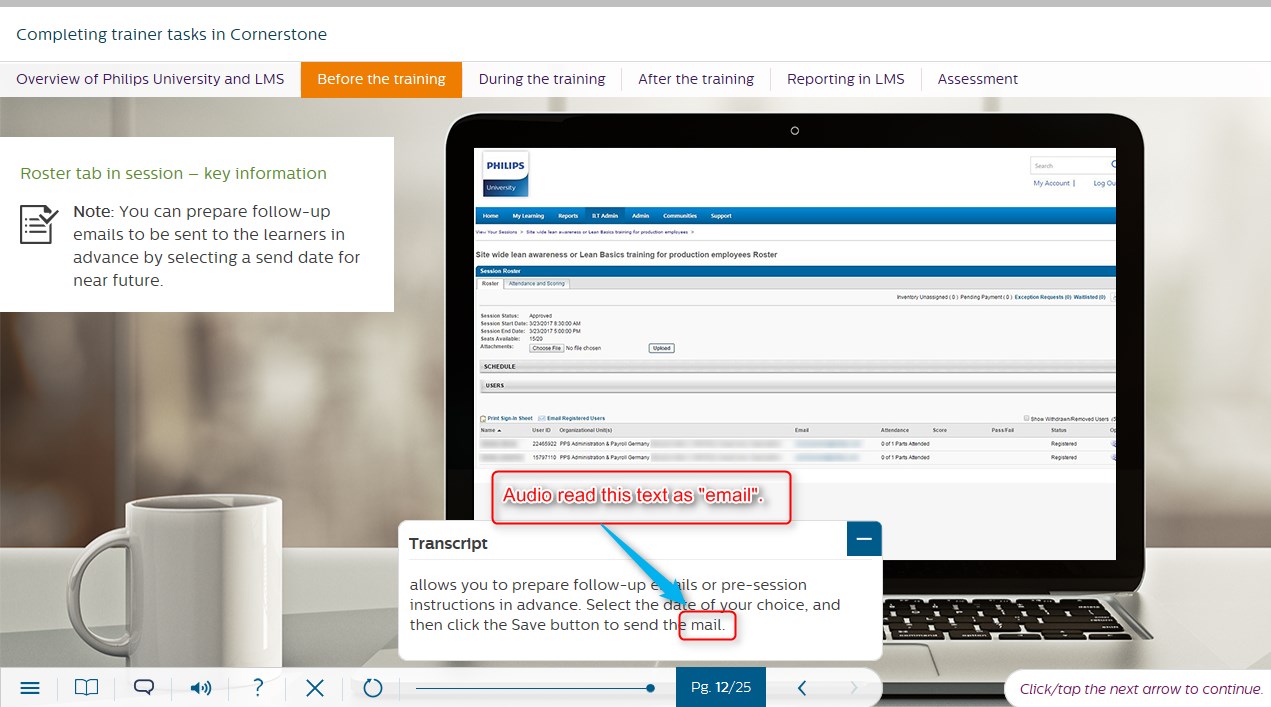 Completing trainer tasks in Cornerstone
Overview of Philips University and LMS
Before the training
During the training
After the training
Reporting in LMS
Assessment
Roster tab in session – key information
Note: You can prepare follow-up
emails to be sent to the learners in
advance by selecting a send date for
near future.
PHILIPS
University
Search
My Account |
Log Ou
Home My Learning Reports ILT Admin Admin Communities Support
View Your Sessions > Site wide lean awareness or Lean Basics training for production employees >
Site wide lean awareness or Lean Basics training for production employees Roster
Session Roster
Roster Attendance and Scoring
Inventory Unassigned ( 0 ) Pending Payment ( 0 ) Exception Requests (0) Waitlisted (0)
Session Status: Approved
Session Start Date: 3/23/2017 8:30:00 AM
Session End Date: 3/23/2017 5:00:00 PM
Seats Available: 15/20
Attachments: Choose File No file chosen Upload
SCHEDULE
USERS
Print Sign-in Sheet Email Registered Users
Show Withdrawn/Removed Users
Name User ID Organizational Unit(s) Email Attendance Score Pass/Fail Status Op
22465922 PPS Administration & Payroll Germany 0 of 1 Parts Attended Registered
15797110 PPS Administration & Payroll Germany 0 of 1 Parts Attended Registered
Audio read this text as "email".
Transcript
allows you to prepare follow-up emails or pre-session
instructions in advance. Select the date of your choice, and
then click the Save button to send the mail.
command option
Pg. 12/25
Click/tap the next arrow to continue.